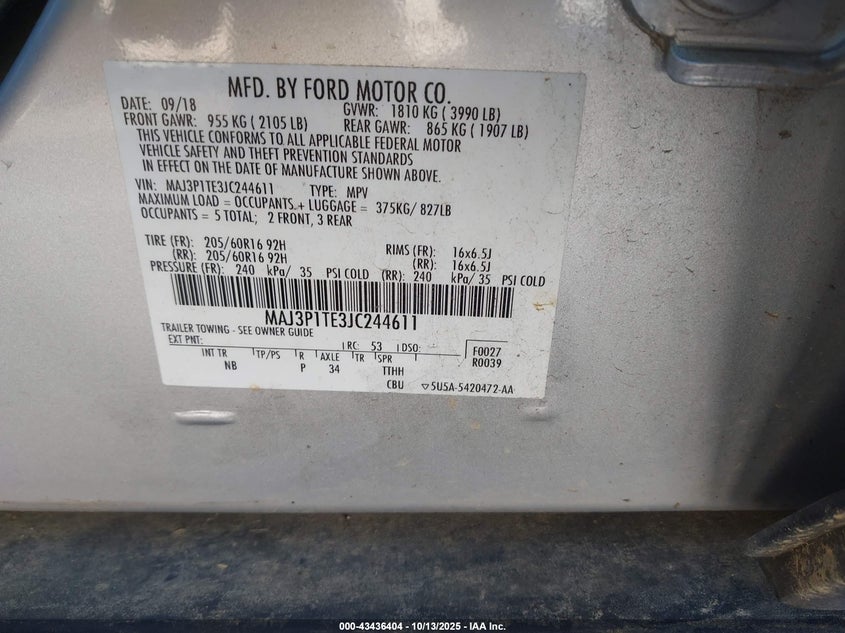 MFD. BY FORD MOTOR CO.
DATE: 09/18 GVWR: 1810 KG ( 3990 LB)
FRONT GAWR: 955 KG ( 2105 LB) REAR GAWR: 865 KG ( 1907 LB)
THIS VEHICLE CONFORMS TO ALL APPLICABLE FEDERAL MOTOR
VEHICLE SAFETY AND THEFT PREVENTION STANDARDS
IN EFFECT ON THE DATE OF MANUFACTURE SHOWN ABOVE.
VIN: MAJ3P1TE3JC244611 TYPE: MPV
MAXIMUM LOAD = OCCUPANTS + LUGGAGE = 375KG/ 827LB
OCCUPANTS = 5 TOTAL; 2 FRONT, 3 REAR
TIRE (FR): 205/60R16 92H RIMS (FR): 16x6.5J
(RR): 205/60R16 92H (RR): 16x6.5J
PRESSURE (FR): 240 kPa/ 35 PSI COLD (RR): 240 kPa/ 35 PSI COLD
MAJ3P1TE3JC244611
TRAILER TOWING - SEE OWNER GUIDE
EXT PNT: RC: 53 DSO: F0027
INT TR TP/PS R AXLE TR SPR R0039
NB P 34 TTHH
CBU 5U5A-5420472-AA
000-43436404 - 10/13/2025 - IAA Inc.